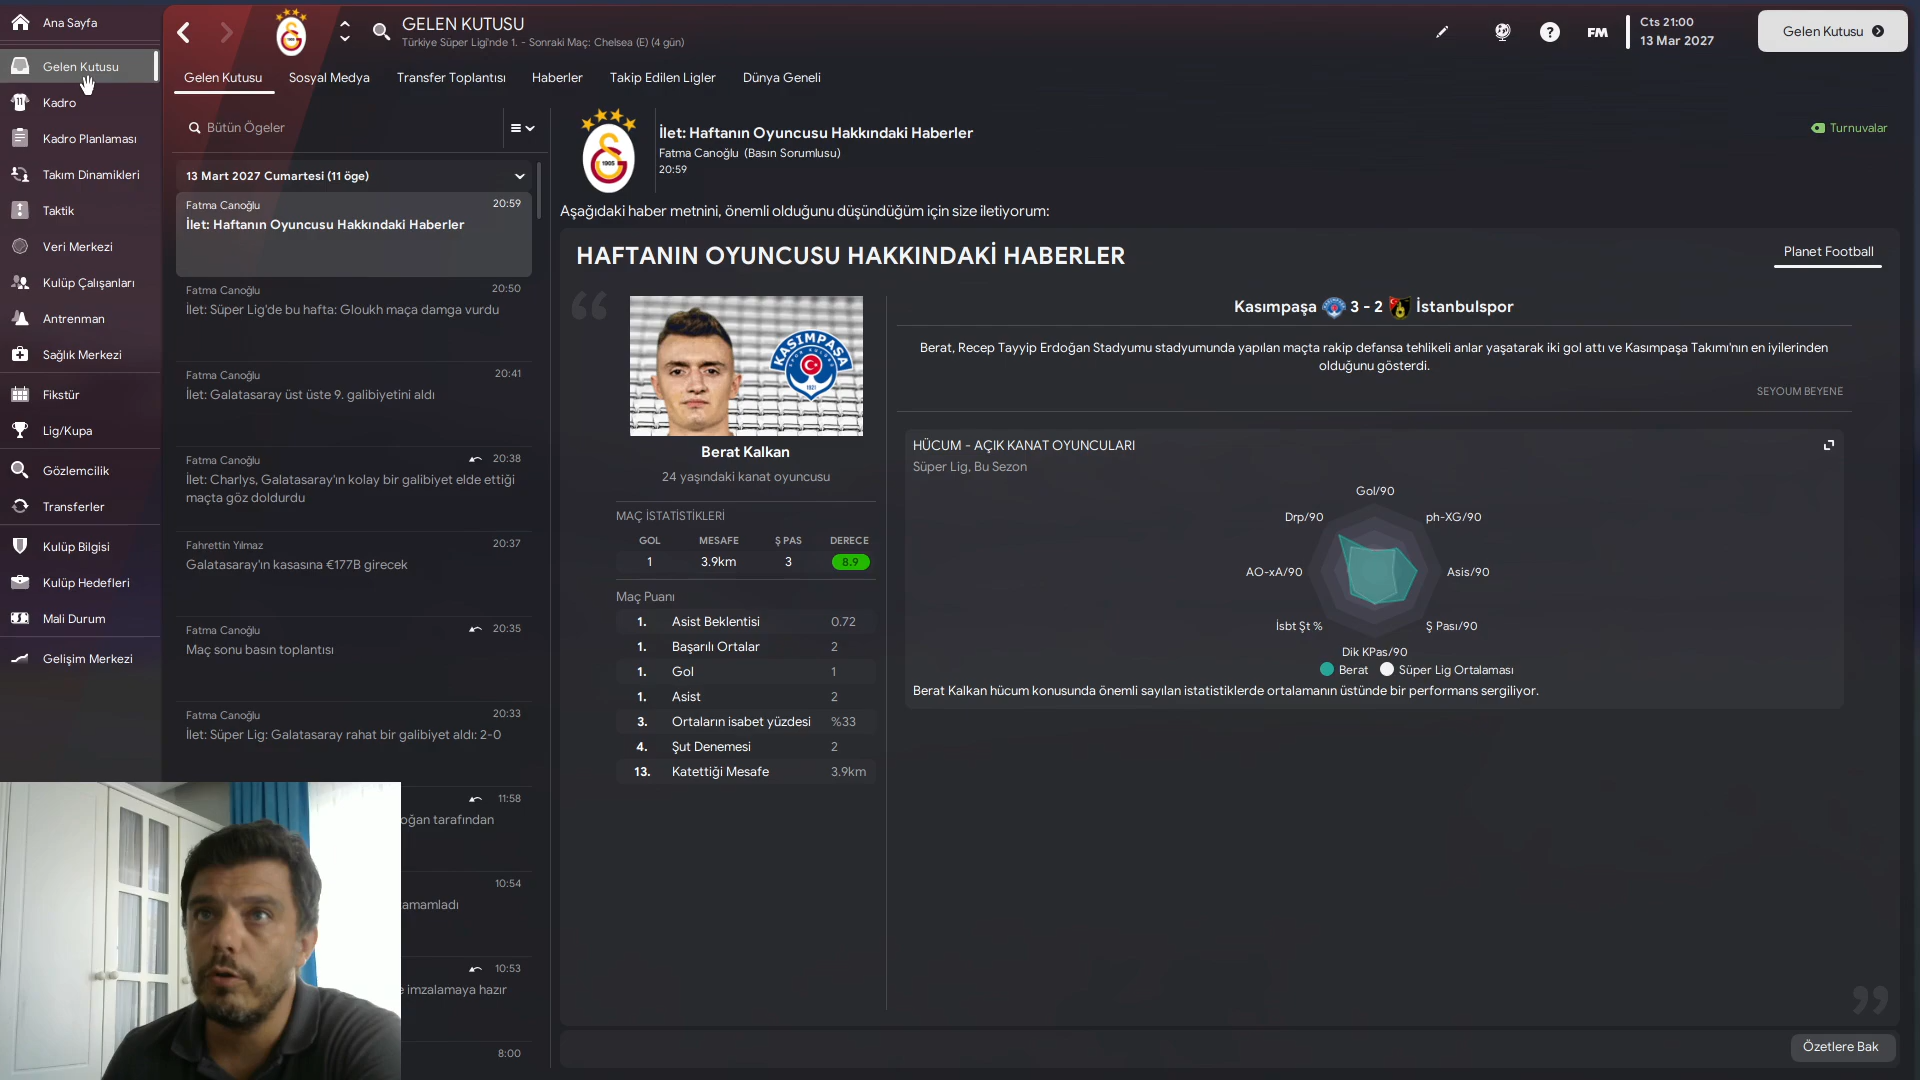 Ana Sayfa
Gelen Kutusu
Kadro
Kadro Planlaması
Takım Dinamikleri
Taktik
Veri Merkezi
Kulüp Çalışanları
Antrenman
Sağlık Merkezi
Fikstür
Lig/Kupa
Gözlemcilik
Transferler
Kulüp Bilgisi
Kulüp Hedefleri
Mali Durum
Gelişim Merkezi
GELEN KUTUSU
Türkiye Süper Ligi'nde 1. - Sonraki Maç: Chelsea (E) (4 gün)
FM
Cts 21:00
13 Mar 2027
Gelen Kutusu
Gelen Kutusu Sosyal Medya Transfer Toplantısı Haberler Takip Edilen Ligler Dünya Geneli
Bütün Ögeler
13 Mart 2027 Cumartesi (11 öge)
Fatma Canoğlu 20:59
İlet: Haftanın Oyuncusu Hakkındaki Haberler
Fatma Canoğlu 20:50
İlet: Süper Lig'de bu hafta: Gloukh maça damga vurdu
Fatma Canoğlu 20:41
İlet: Galatasaray üst üste 9. galibiyetini aldı
Fatma Canoğlu 20:38
İlet: Charlys, Galatasaray'ın kolay bir galibiyet elde ettiği
maçta göz doldurdu
Fahrettin Yılmaz 20:37
Galatasaray'ın kasasına €177B girecek
Fatma Canoğlu 20:35
Maç sonu basın toplantısı
Fatma Canoğlu 20:33
İlet: Süper Lig: Galatasaray rahat bir galibiyet aldı: 2-0
11:58
oğan tarafından
10:54
amamladı
10:53
e imzalamaya hazır
8:00
1905
İlet: Haftanın Oyuncusu Hakkındaki Haberler
Fatma Canoğlu (Basın Sorumlusu)
20:59
Turnuvalar
Aşağıdaki haber metnini, önemli olduğunu düşündüğüm için size iletiyorum:
HAFTANIN OYUNCUSU HAKKINDAKİ HABERLER
Planet Football
KASIMPAŞA
1921
Berat Kalkan
24 yaşındaki kanat oyuncusu
MAÇ İSTATİSTİKLERİ
GOL MESAFE Ş PAS DERECE
1 3.9km 3 8.9
Maç Puanı
1. Asist Beklentisi 0.72
1. Başarılı Ortalar 2
1. Gol 1
1. Asist 2
3. Ortaların isabet yüzdesi %33
4. Şut Denemesi 2
13. Katettiği Mesafe 3.9km
Kasımpaşa 3 - 2 İstanbulspor
Berat, Recep Tayyip Erdoğan Stadyumu stadyumunda yapılan maçta rakip defansa tehlikeli anlar yaşatarak iki gol attı ve Kasımpaşa Takımı'nın en iyilerinden
olduğunu gösterdi.
SEYOUM BEYENE
HÜCUM - AÇIK KANAT OYUNCULARI
Süper Lig, Bu Sezon
Gol/90
Drp/90 ph-XG/90
AO-xA/90 Asis/90
İsbt Şt % Ş Pası/90
Dik KPas/90
Berat Süper Lig Ortalaması
Berat Kalkan hücum konusunda önemli sayılan istatistiklerde ortalamanın üstünde bir performans sergiliyor.
Özetlere Bak